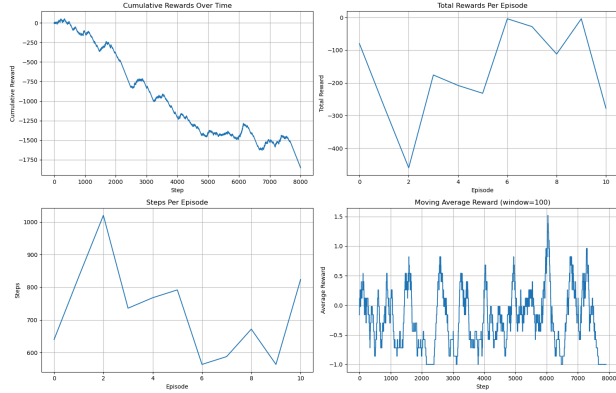 Cumulative Rewards Over Time
0
−250
−500
−750
−1000
−1250
−1500
−1750
Cumulative Reward
0 1000 2000 3000 4000 5000 6000 7000 8000
Step
Total Rewards Per Episode
0
−100
−200
−300
−400
Total Reward
0 2 4 6 8 10
Episode
Steps Per Episode
1000
900
800
700
600
Steps
0 2 4 6 8 10
Episode
Moving Average Reward (window=100)
1.5
1.0
0.5
0.0
−0.5
−1.0
Average Reward
0 1000 2000 3000 4000 5000 6000 7000 8000
Step